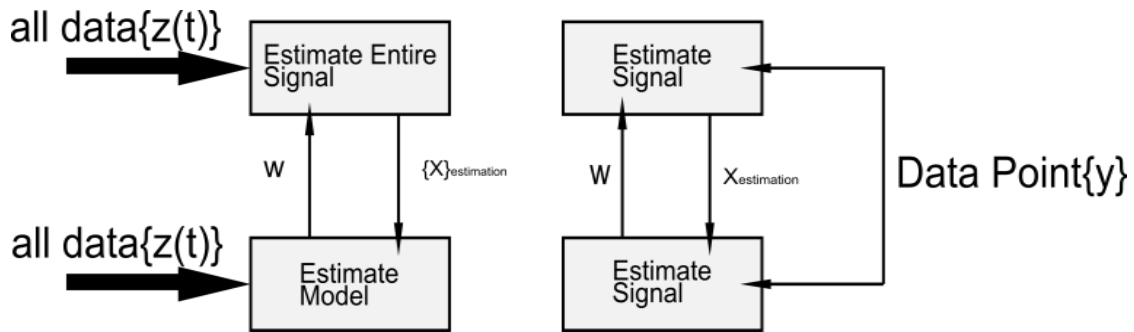 all data{z(t)}
Estimate Entire
Signal
W
{X}estimation
all data{z(t)}
Estimate
Model
Estimate
Signal
W
Xestimation
Data Point{y}
Estimate
Signal